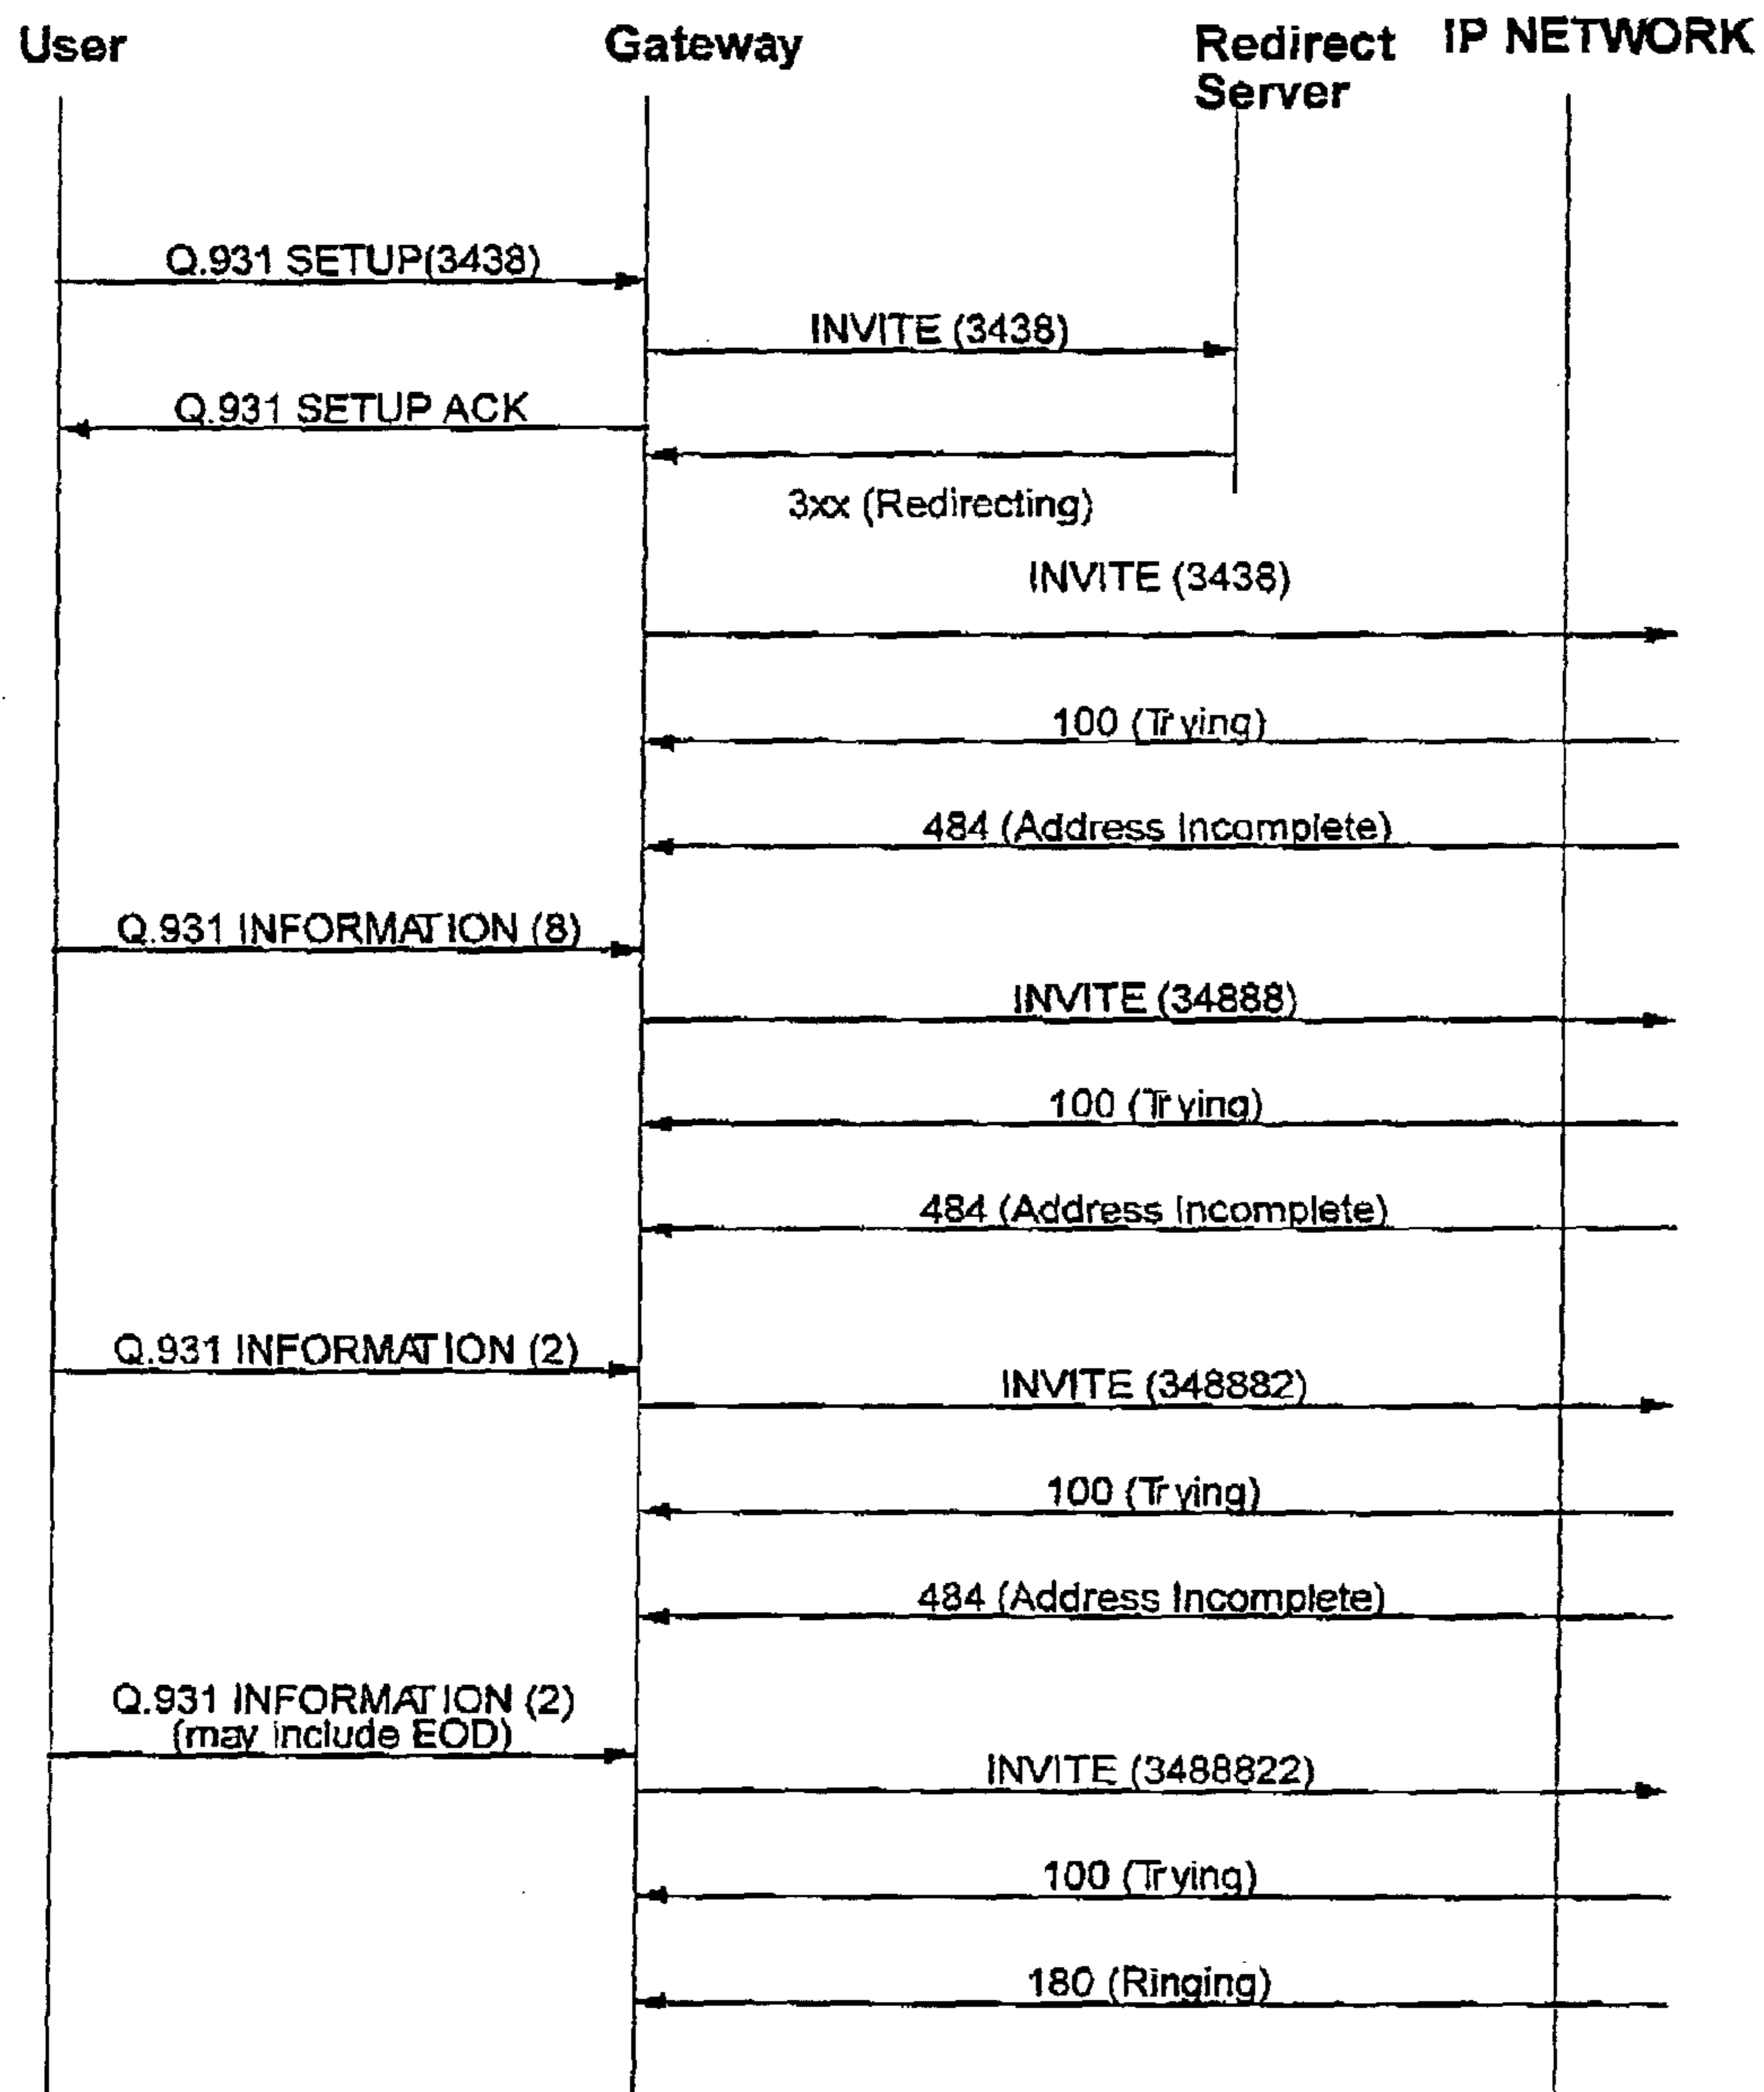 User
Gateway
Redirect
Server
IP NETWORK
Q.931 SETUP(3438)
INVITE (3438)
Q.931 SETUP ACK
3xx (Redirecting)
INVITE (3438)
100 (Trying)
484 (Address Incomplete)
Q.931 INFORMATION (8)
INVITE (34888)
100 (Trying)
484 (Address Incomplete)
Q.931 INFORMATION (2)
INVITE (348882)
100 (Trying)
484 (Address Incomplete)
Q.931 INFORMATION (2)
(may include EOD)
INVITE (3488822)
100 (Trying)
180 (Ringing)